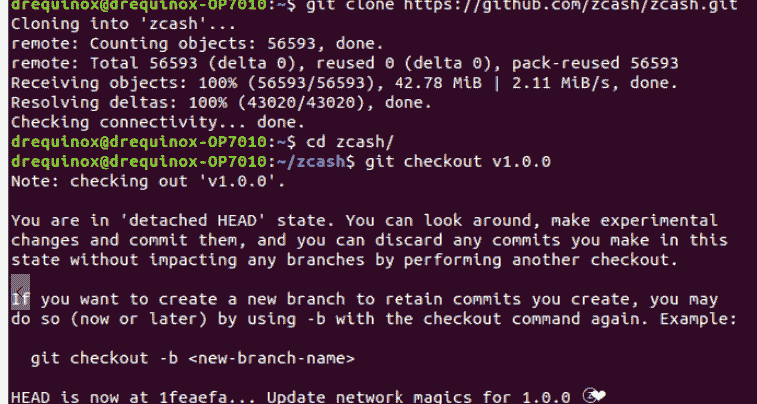 drequinox@drequinox-OP7010:~$ git clone https://github.com/zcash/zcash.git
Cloning into 'zcash'...
remote: Counting objects: 56593, done.
remote: Total 56593 (delta 0), reused 0 (delta 0), pack-reused 56593
Receiving objects: 100% (56593/56593), 42.78 MiB | 2.11 MiB/s, done.
Resolving deltas: 100% (43020/43020), done.
Checking connectivity... done.
drequinox@drequinox-OP7010:~$ cd zcash/
drequinox@drequinox-OP7010:~/zcash$ git checkout v1.0.0
Note: checking out 'v1.0.0'.
You are in 'detached HEAD' state. You can look around, make experimental
changes and commit them, and you can discard any commits you make in this
state without impacting any branches by performing another checkout.
If you want to create a new branch to retain commits you create, you may
do so (now or later) by using -b with the checkout command again. Example:
git checkout -b <new-branch-name>
HEAD is now at 1feaefa... Update network magics for 1.0.0 ⓩ❤